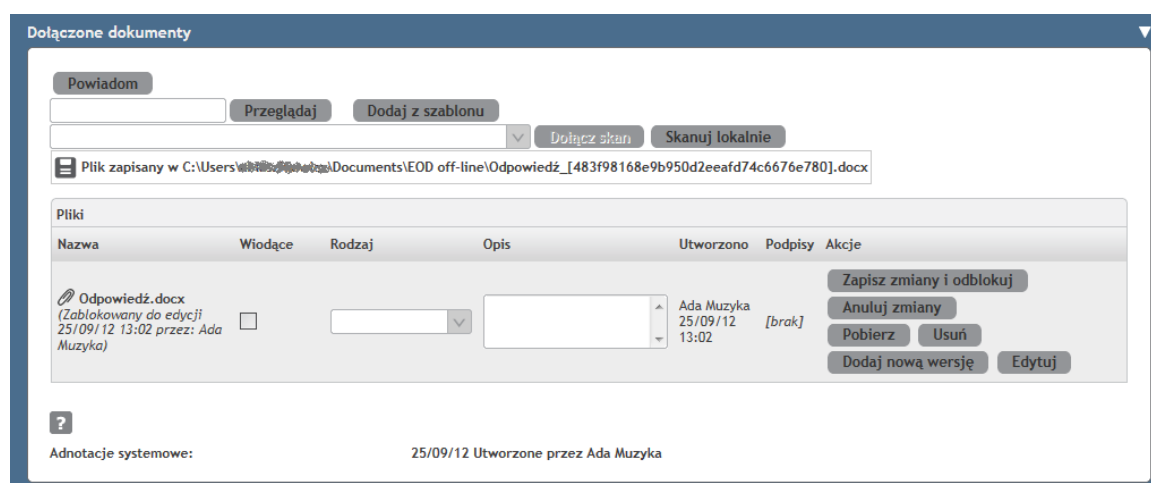 Dołączone dokumenty
Powiadom
Przeglądaj Dodaj z szablonu
Dołącz skan Skanuj lokalnie
Plik zapisany w C:\Users\ \Documents\EOD off-line\Odpowiedź_[483f98168e9b950d2eeafd74c6676e780].docx
Pliki
Nazwa Wiodące Rodzaj Opis Utworzono Podpisy Akcje
Odpowiedź.docx
(Zablokowany do edycji
25/09/12 13:02 przez: Ada
Muzyka)
Ada Muzyka
25/09/12
13:02
[brak]
Zapisz zmiany i odblokuj
Anuluj zmiany
Pobierz Usuń
Dodaj nową wersję Edytuj
?
Adnotacje systemowe: 25/09/12 Utworzone przez Ada Muzyka